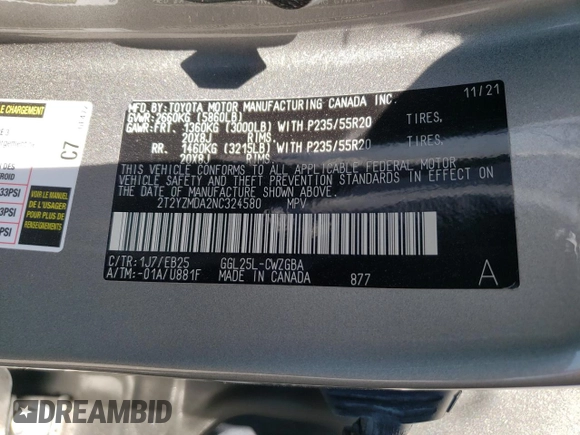 E CHARGEMENT
C7
33PSI
33PSI
VOIR LE MANUEL
DE L'USAGER
POUR PLUS DE
RENSEIGNEMENTS
MFD.BY:TOYOTA MOTOR MANUFACTURING CANADA INC. 11/21
GVWR:2660KG (5860LB)
GAWR:FRT. 1360KG (3000LB) WITH P235/55R20 TIRES,
20X8J RIMS
RR. 1460KG (3215LB) WITH P235/55R20 TIRES,
20X8J RIMS
THIS VEHICLE CONFORMS TO ALL APPLICABLE FEDERAL MOTOR
VEHICLE SAFETY AND THEFT PREVENTION STANDARDS IN EFFECT ON
THE DATE OF MANUFACTURE SHOWN ABOVE.
2T2YZMDA2NC324580 MPV
C/TR:1J7/EB25 GGL25L-CWZGBA
A/TM:-01A/U881F MADE IN CANADA 877 A
DREAMBID